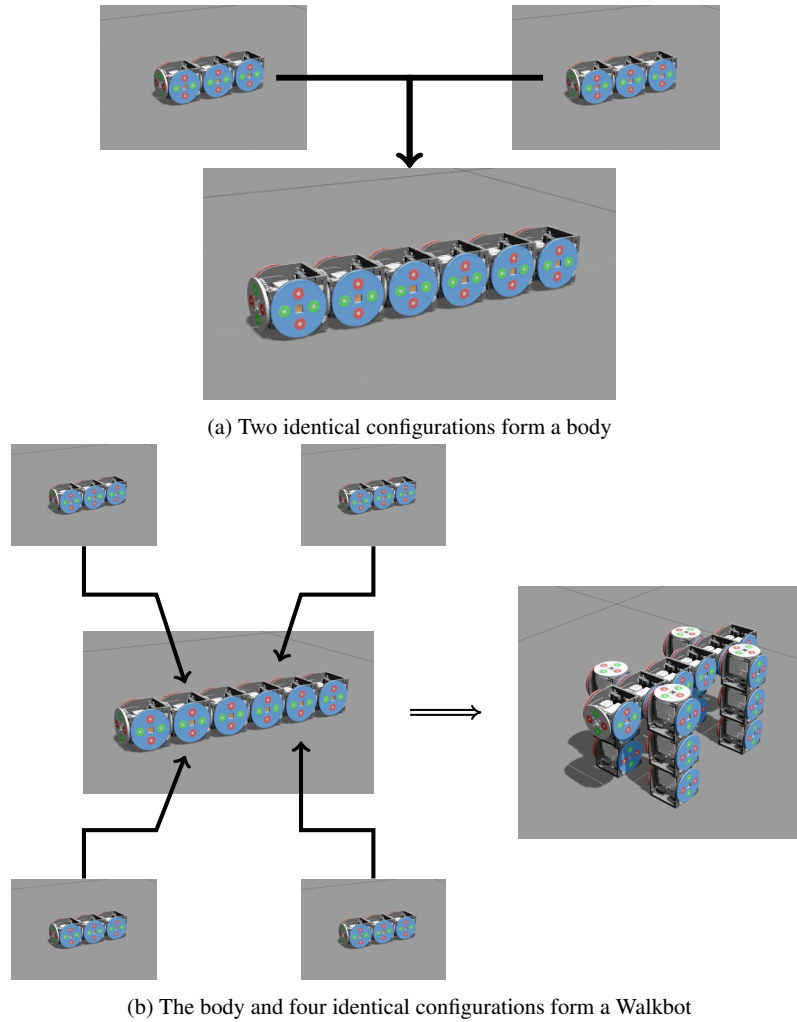 (a) Two identical configurations form a body
(b) The body and four identical configurations form a Walkbot